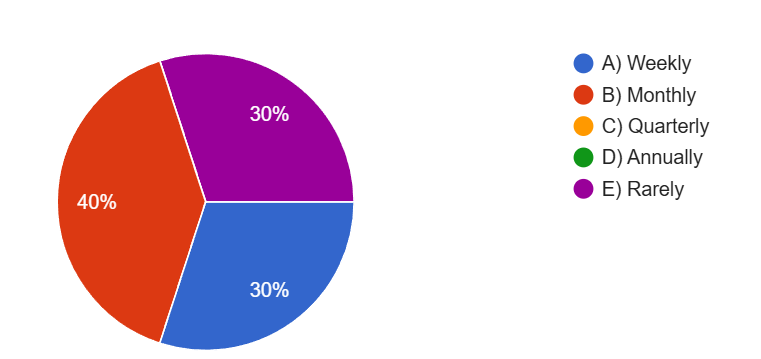 A) Weekly
B) Monthly
C) Quarterly
D) Annually
E) Rarely
30%
40%
30%